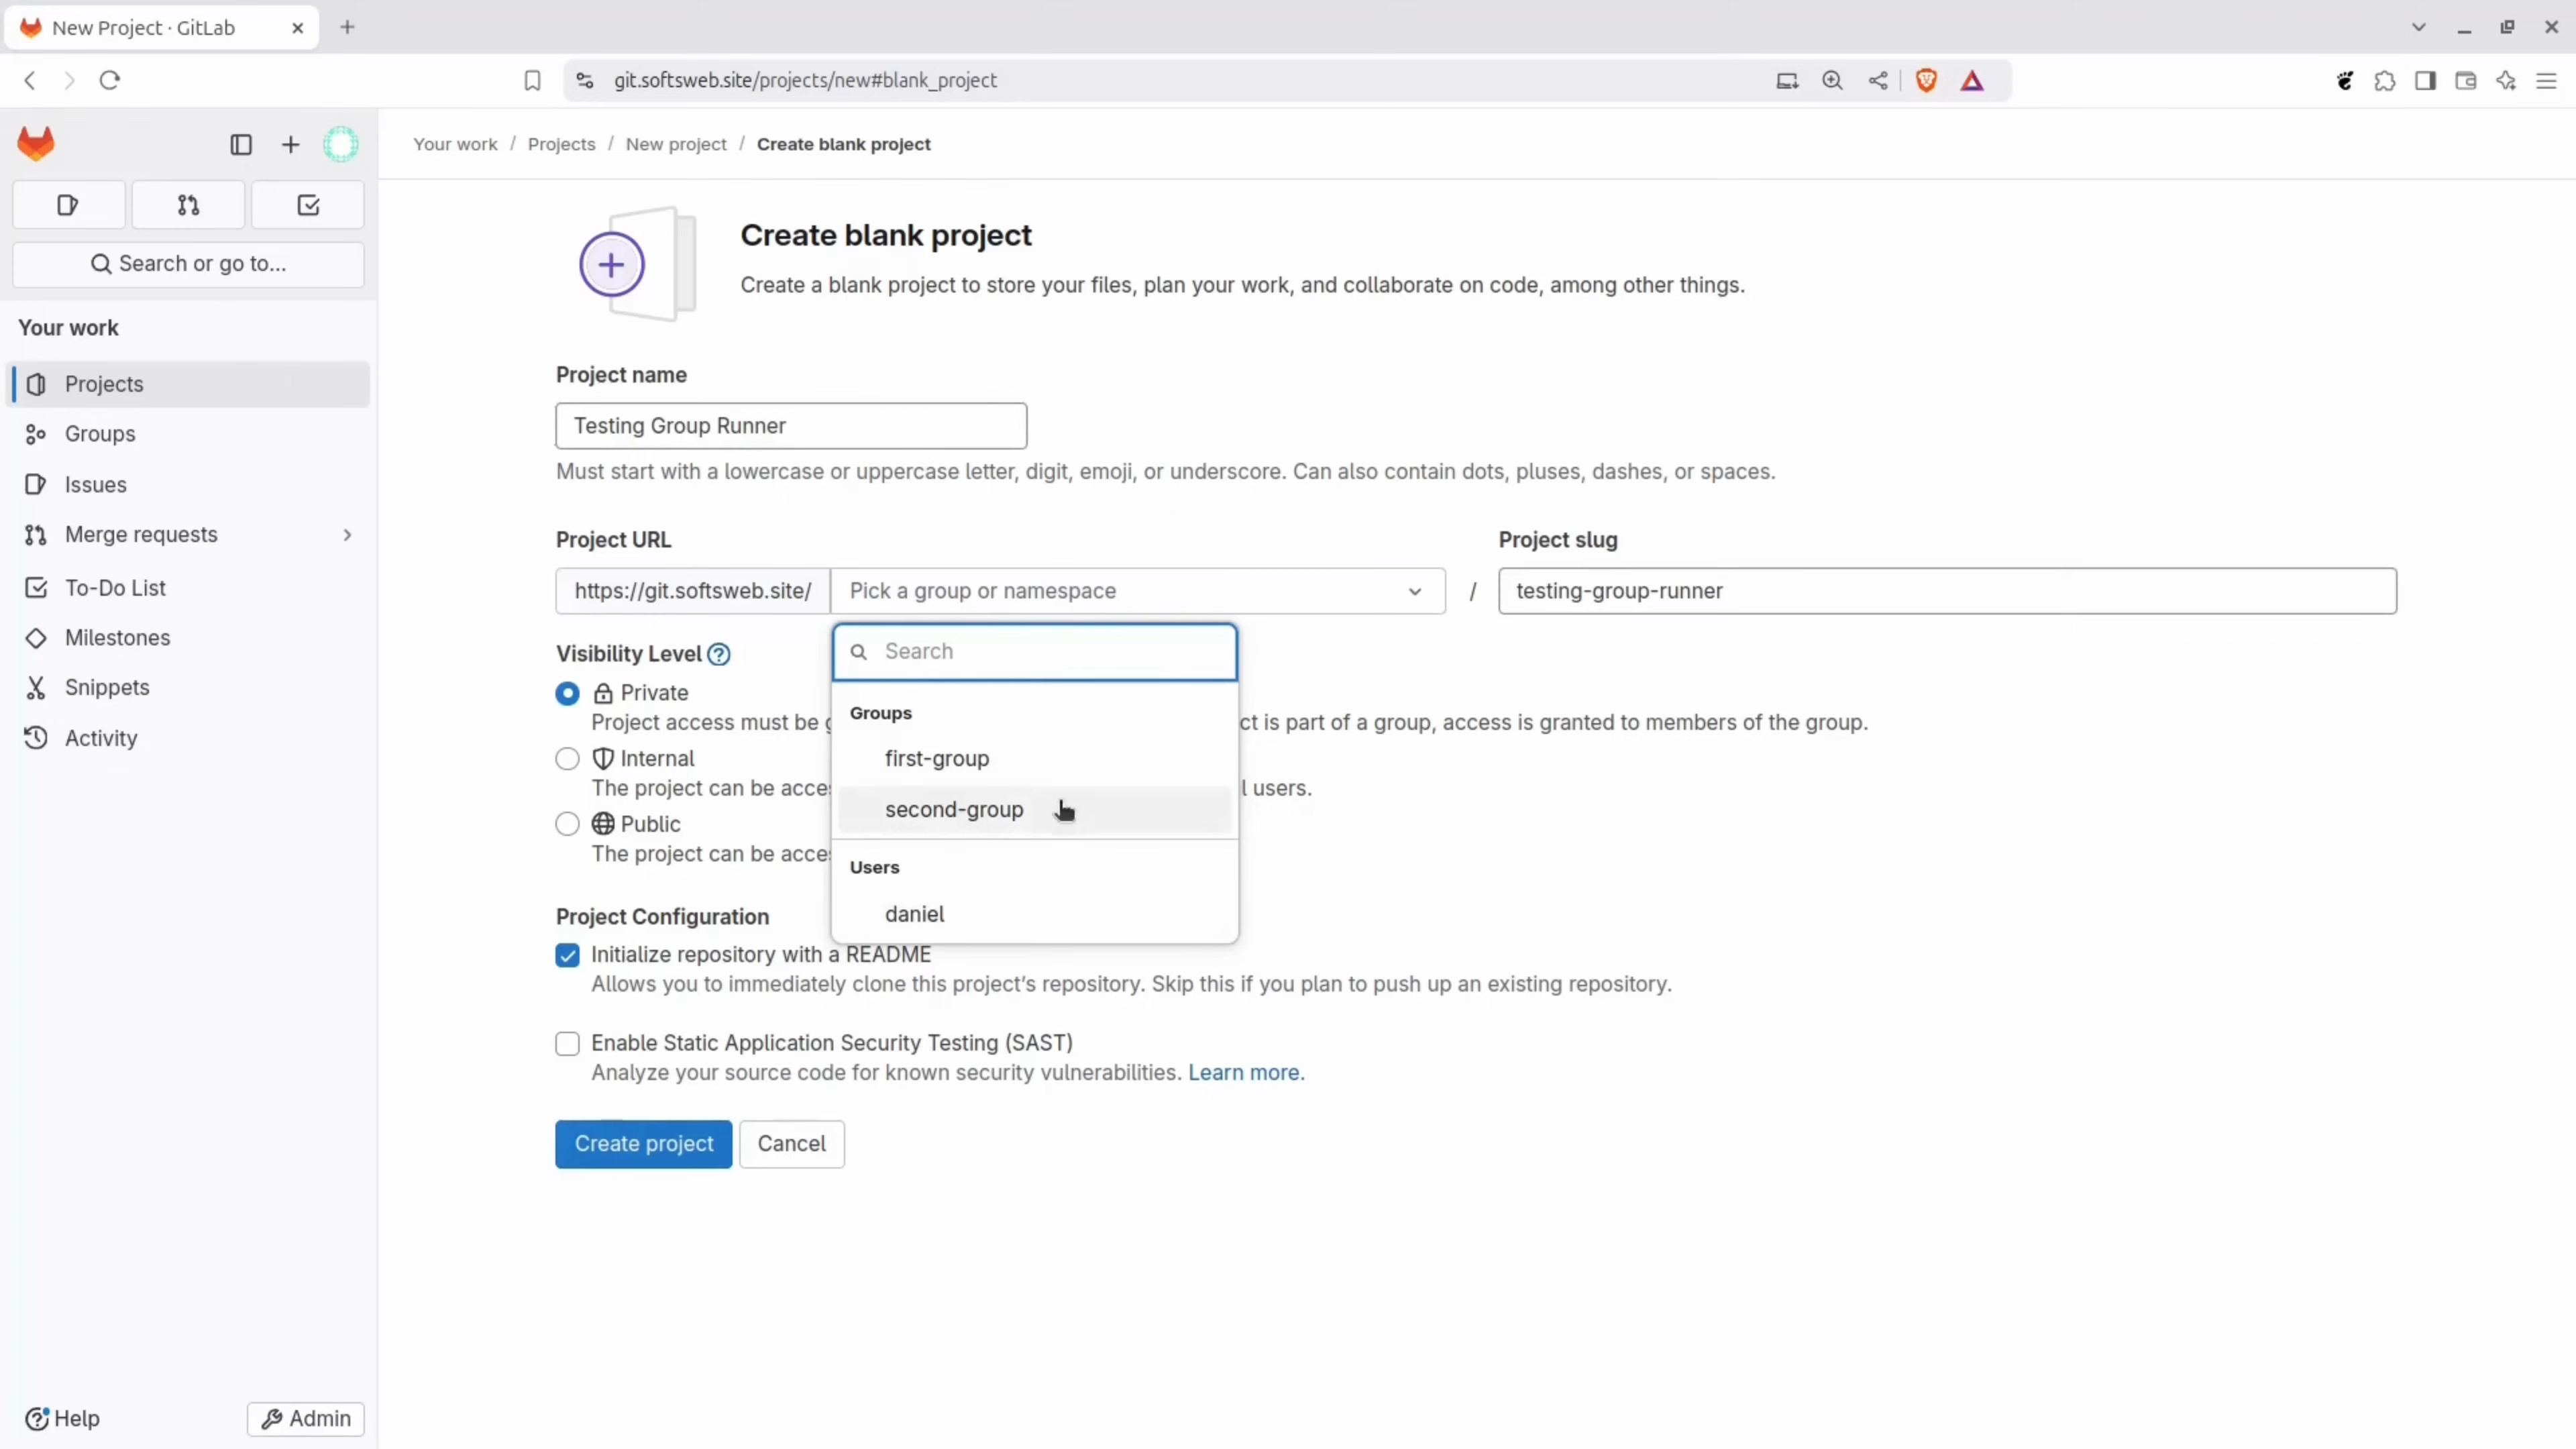 New Project · GitLab
git.softsweb.site/projects/new#blank_project
Your work / Projects / New project / Create blank project
Search or go to...
Your work
Projects
Groups
Issues
Merge requests
To-Do List
Milestones
Snippets
Activity
Help
Admin
Create blank project
Create a blank project to store your files, plan your work, and collaborate on code, among other things.
Project name
Testing Group Runner
Must start with a lowercase or uppercase letter, digit, emoji, or underscore. Can also contain dots, pluses, dashes, or spaces.
Project URL
Project slug
https://git.softsweb.site/ Pick a group or namespace / testing-group-runner
Search
Groups
first-group
second-group
Users
daniel
Visibility Level
Private
Project access must be ct is part of a group, access is granted to members of the group.
Internal
The project can be acce l users.
Public
The project can be acce
Project Configuration
Initialize repository with a README
Allows you to immediately clone this project's repository. Skip this if you plan to push up an existing repository.
Enable Static Application Security Testing (SAST)
Analyze your source code for known security vulnerabilities. Learn more.
Create project
Cancel